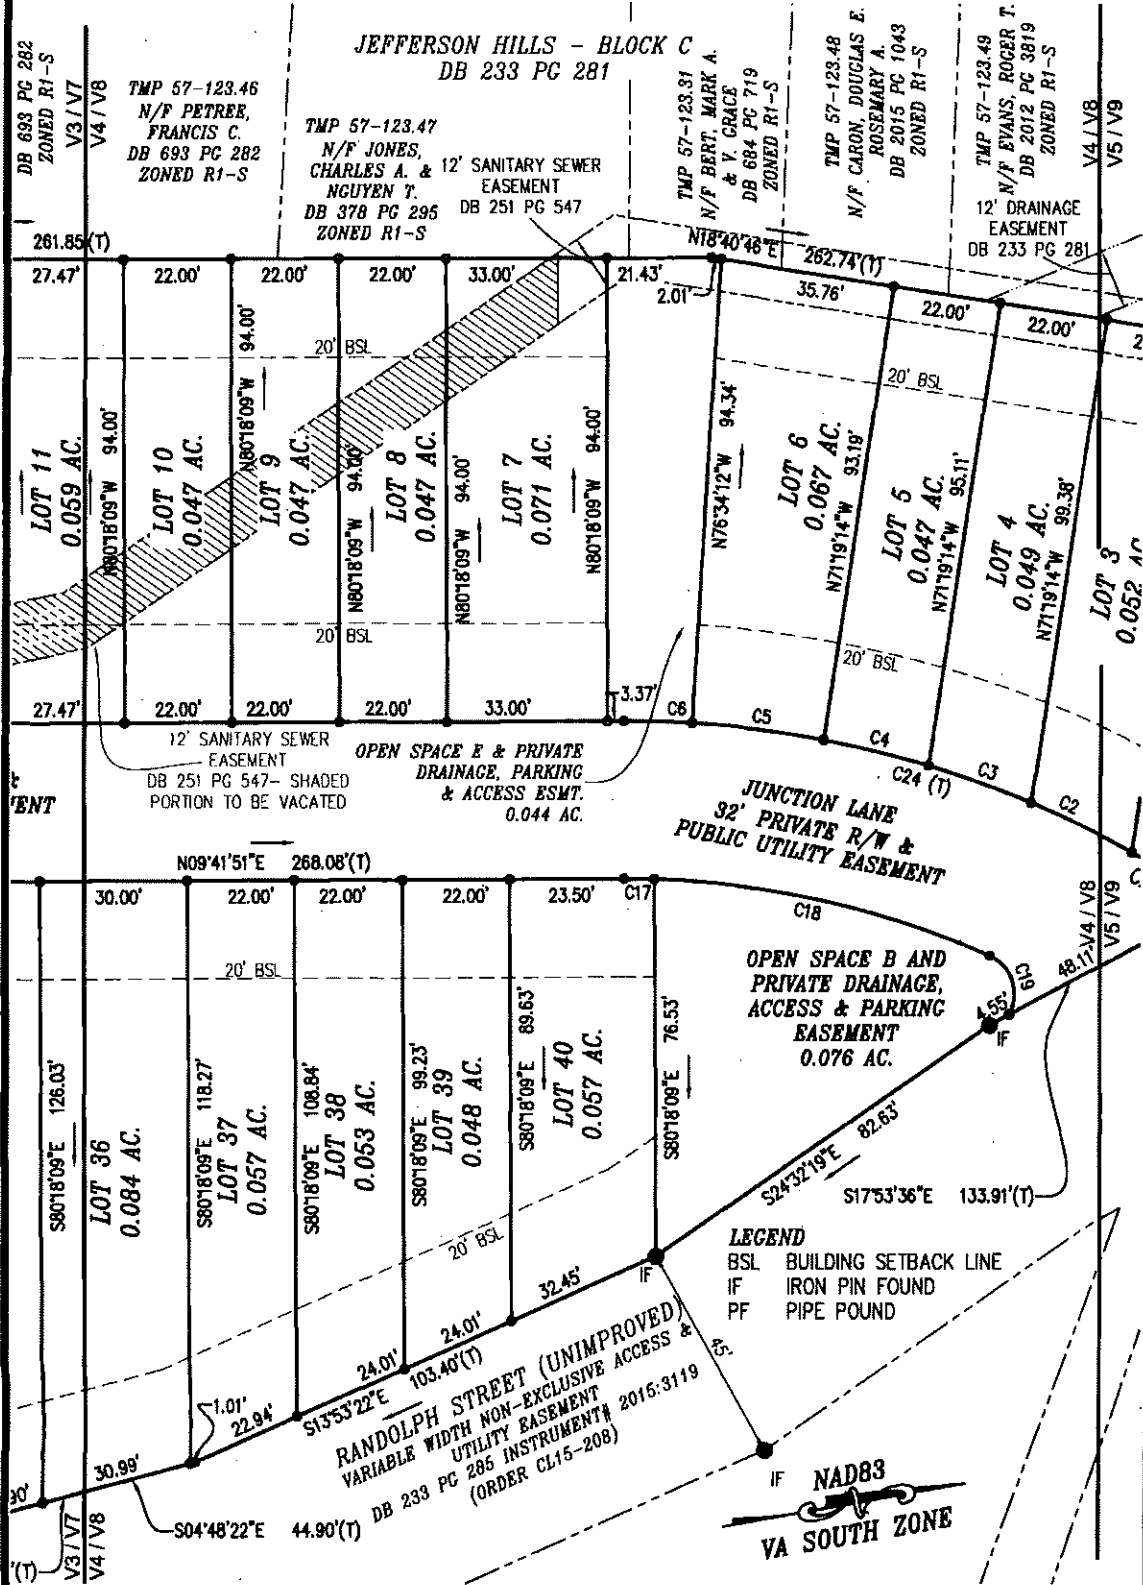 JEFFERSON HILLS - BLOCK C
DB 233 PG 281
DB 693 PG 282
ZONED R1-S
V3 / V7
V4 / V8
TMP 57-123.46
N/F PETREE,
FRANCIS C.
DB 693 PG 282
ZONED R1-S
TMP 57-123.47
N/F JONES,
CHARLES A. &
NGUYEN T.
DB 378 PG 295
ZONED R1-S
12' SANITARY SEWER
EASEMENT
DB 251 PG 547
TMP 57-123.31
N/F BERT, MARK A.
& V. GRACE
DB 684 PG 719
ZONED R1-S
TMP 57-123.48
N/F CARON, DOUGLAS E.
ROSEMARY A.
DB 2015 PG 1043
ZONED R1-S
TMP 57-123.49
N/F EVANS, ROGER T.
DB 2012 PG 3819
ZONED R1-S
V4 / V8
V5 / V9
12' DRAINAGE
EASEMENT
DB 233 PG 281
261.85'(T)
27.47'
22.00'
22.00'
22.00'
33.00'
21.43'
2.01'
N18°40'46"E
262.74'(T)
35.76'
22.00'
22.00'
2
20' BSL
20' BSL
LOT 11
0.059 AC.
N80°18'09"W 94.00'
LOT 10
0.047 AC.
N80°18'09"W 94.00'
LOT 9
0.047 AC.
N80°18'09"W 94.00'
LOT 8
0.047 AC.
N80°18'09"W 94.00'
LOT 7
0.071 AC.
N80°18'09"W 94.00'
N76°34'12"W 94.34'
LOT 6
0.067 AC.
N71°19'14"W 93.19'
LOT 5
0.047 AC.
N71°19'14"W 95.11'
LOT 4
0.049 AC.
N71°19'14"W 99.38'
LOT 3
0.052 AC
20' BSL
20' BSL
27.47'
22.00'
22.00'
22.00'
33.00'
3.37'
C6
C5
C4
C24 (T)
C3
C2
12' SANITARY SEWER
EASEMENT
DB 251 PG 547- SHADED
PORTION TO BE VACATED
OPEN SPACE E & PRIVATE
DRAINAGE, PARKING
& ACCESS ESMT.
0.044 AC.
&
'ENT
JUNCTION LANE
32' PRIVATE R/W &
PUBLIC UTILITY EASEMENT
N09°41'51"E 268.08'(T)
30.00'
22.00'
22.00'
22.00'
23.50'
C17
C18
C19
C
V4 / V8
V5 / V9
48.11'
4.55'
IF
OPEN SPACE B AND
PRIVATE DRAINAGE,
ACCESS & PARKING
EASEMENT
0.076 AC.
20' BSL
S80°18'09"E 126.03'
LOT 36
0.084 AC.
S80°18'09"E 118.27'
LOT 37
0.057 AC.
S80°18'09"E 108.84'
LOT 38
0.053 AC.
S80°18'09"E 99.23'
LOT 39
0.048 AC.
S80°18'09"E 89.63'
LOT 40
0.057 AC.
S80°18'09"E 76.53'
20' BSL
S24°32'19"E 82.63'
S17°53'36"E 133.91'(T)
LEGEND
BSL BUILDING SETBACK LINE
IF IRON PIN FOUND
PF PIPE POUND
IF
32.45'
24.01'
24.01'
103.40'(T)
S13°53'22"E
22.94'
1.01'
30.99'
90'
S04°48'22"E 44.90'(T)
'(T)
V3 / V7
V4 / V8
RANDOLPH STREET (UNIMPROVED)
VARIABLE WIDTH NON-EXCLUSIVE ACCESS &
UTILITY EASEMENT
DB 233 PG 285 INSTRUMENT# 2015:3119
(ORDER CL15-208)
45'
IF
NAD83
VA SOUTH ZONE